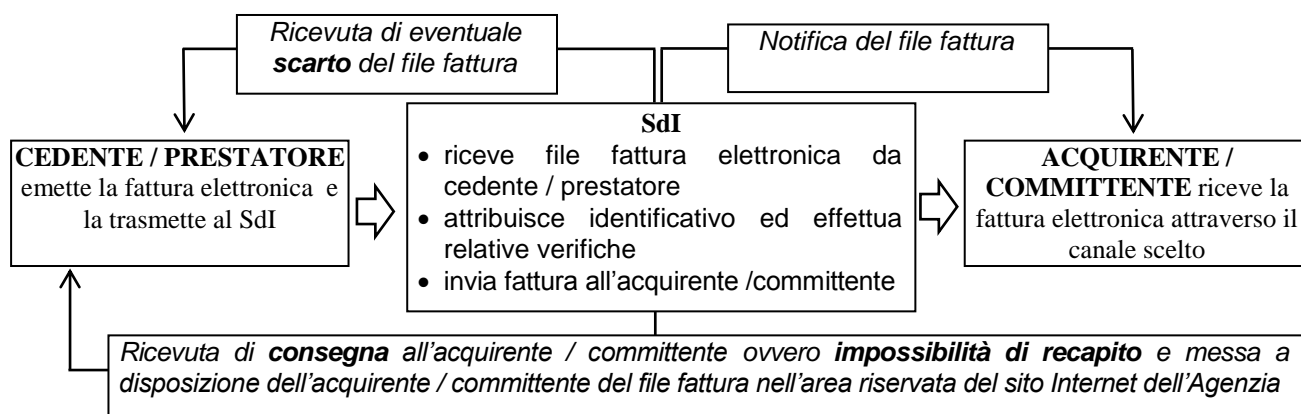 Ricevuta di eventuale
scarto del file fattura
Notifica del file fattura
CEDENTE / PRESTATORE
emette la fattura elettronica e
la trasmette al SdI
SdI
• riceve file fattura elettronica da
cedente / prestatore
• attribuisce identificativo ed effettua
relative verifiche
• invia fattura all'acquirente /committente
ACQUIRENTE /
COMMITTENTE riceve la
fattura elettronica attraverso il
canale scelto
Ricevuta di consegna all'acquirente / committente ovvero impossibilità di recapito e messa a
disposizione dell'acquirente / committente del file fattura nell'area riservata del sito Internet dell'Agenzia